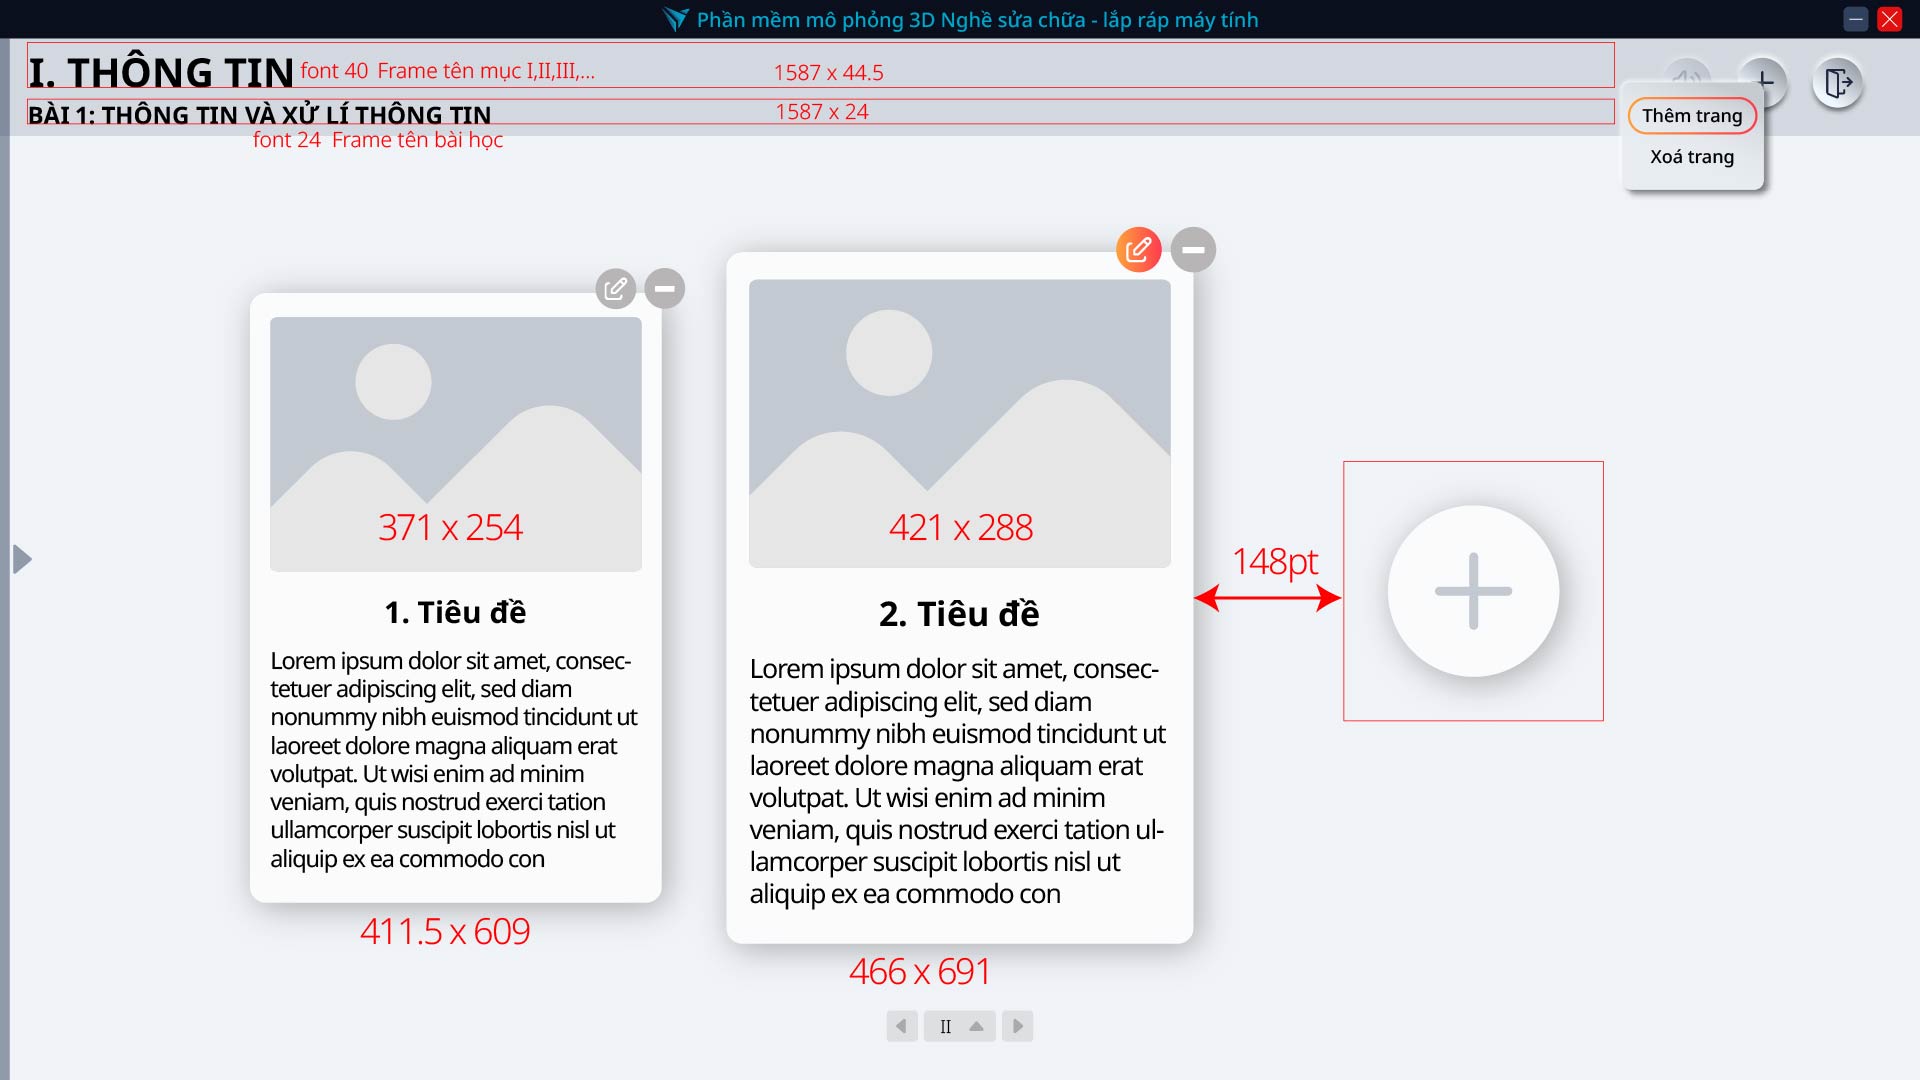 Phần mềm mô phỏng 3D Nghề sửa chữa - lắp ráp máy tính
I. THÔNG TIN
font 40 Frame tên mục I,II,III,...
1587 x 44.5
BÀI 1: THÔNG TIN VÀ XỬ LÍ THÔNG TIN
1587 x 24
font 24 Frame tên bài học
Thêm trang
Xoá trang
371 x 254
1. Tiêu đề
Lorem ipsum dolor sit amet, consec-
tetuer adipiscing elit, sed diam
nonummy nibh euismod tincidunt ut
laoreet dolore magna aliquam erat
volutpat. Ut wisi enim ad minim
veniam, quis nostrud exerci tation
ullamcorper suscipit lobortis nisl ut
aliquip ex ea commodo con
411.5 x 609
421 x 288
2. Tiêu đề
Lorem ipsum dolor sit amet, consec-
tetuer adipiscing elit, sed diam
nonummy nibh euismod tincidunt ut
laoreet dolore magna aliquam erat
volutpat. Ut wisi enim ad minim
veniam, quis nostrud exerci tation ul-
lamcorper suscipit lobortis nisl ut
aliquip ex ea commodo con
466 x 691
148pt
II